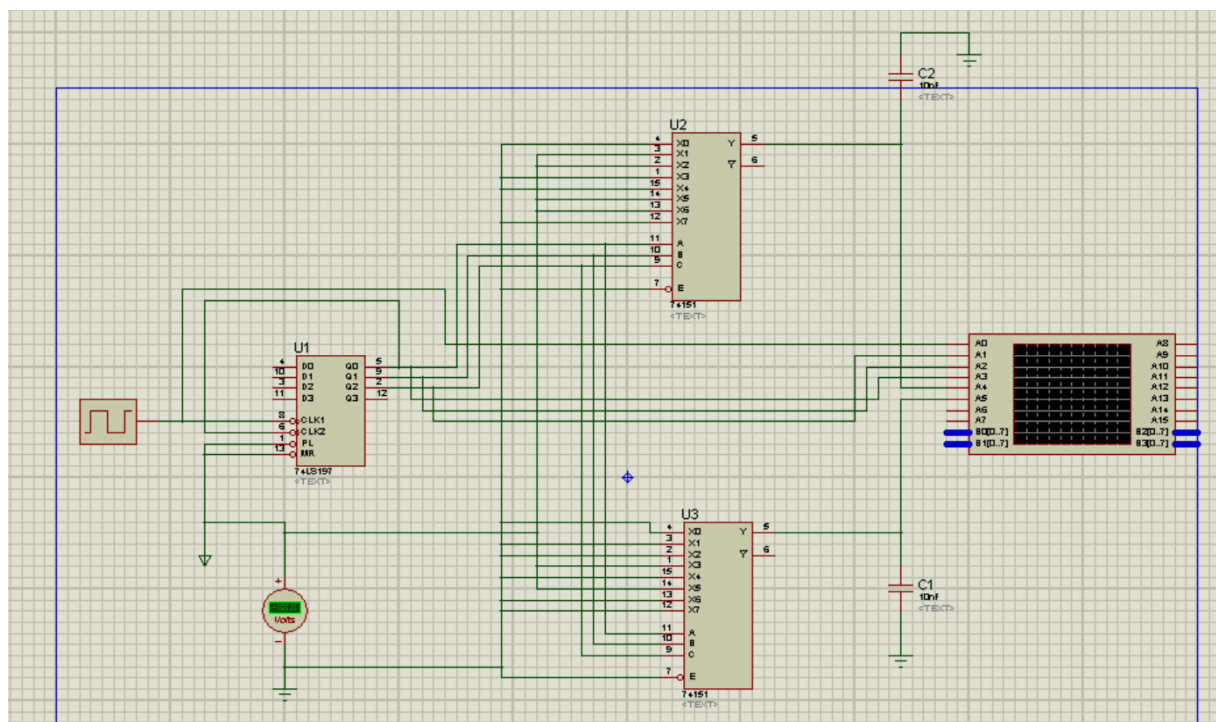 C2
10nF
<TEXT>
U2
4 X0 Y 5
3 X1
2 X2 Y 6
1 X3
15 X4
14 X5
13 X6
12 X7
11 A
10 B
9 C
7 E
74151
<TEXT>
U1
4 D0 Q0 5
10 D1 Q1 9
3 D2 Q2 2
11 D3 Q3 12
8 CLK1
6 CLK2
1 PL
13 MR
74LS197
<TEXT>
A0 A8
A1 A9
A2 A10
A3 A11
A4 A12
A5 A13
A6 A14
A7 A15
B0[0..7] B2[0..7]
B1[0..7] B3[0..7]
+
Volts
-
U3
4 X0 Y 5
3 X1
2 X2 Y 6
1 X3
15 X4
14 X5
13 X6
12 X7
11 A
10 B
9 C
7 E
74151
<TEXT>
C1
10nF
<TEXT>